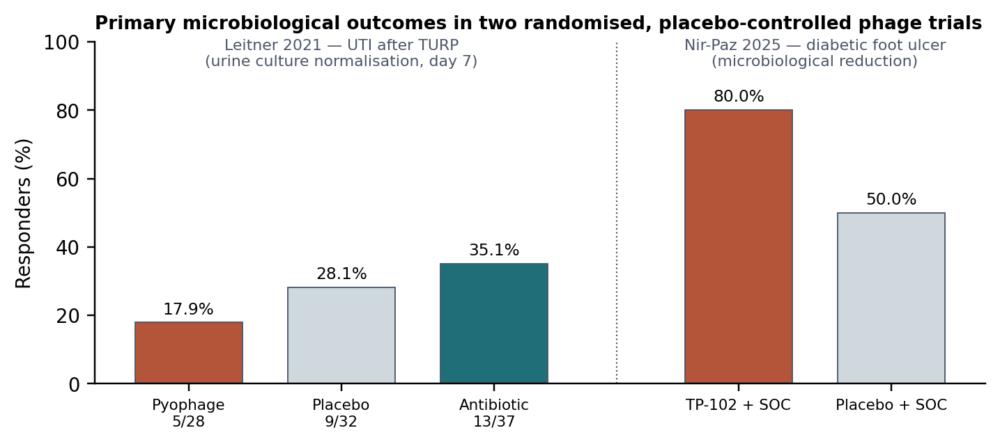 Primary microbiological outcomes in two randomised, placebo-controlled phage trials
Leitner 2021 — UTI after TURP
(urine culture normalisation, day 7)
Nir-Paz 2025 — diabetic foot ulcer
(microbiological reduction)
Responders (%)
100
80
60
40
20
0
17.9%
28.1%
35.1%
80.0%
50.0%
Pyophage
5/28
Placebo
9/32
Antibiotic
13/37
TP-102 + SOC
Placebo + SOC